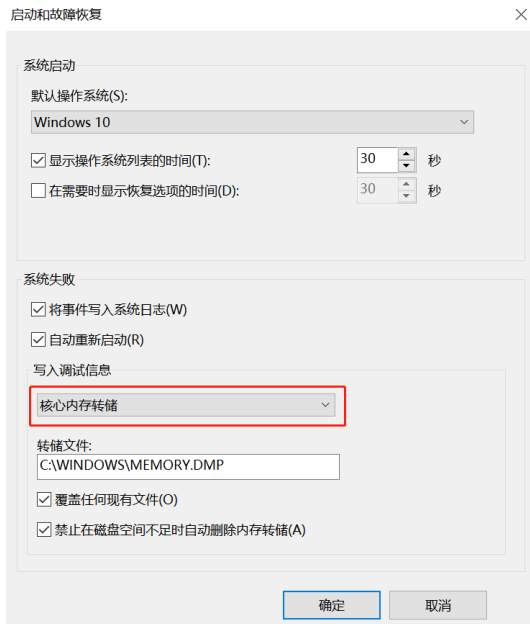 启动和故障恢复
系统启动
默认操作系统(S):
Windows 10
显示操作系统列表的时间(T):
30
秒
在需要时显示恢复选项的时间(D):
30
秒
系统失败
将事件写入系统日志(W)
自动重新启动(R)
写入调试信息
核心内存转储
转储文件:
C:\WINDOWS\MEMORY.DMP
覆盖任何现有文件(O)
禁止在磁盘空间不足时自动删除内存转储(A)
确定
取消